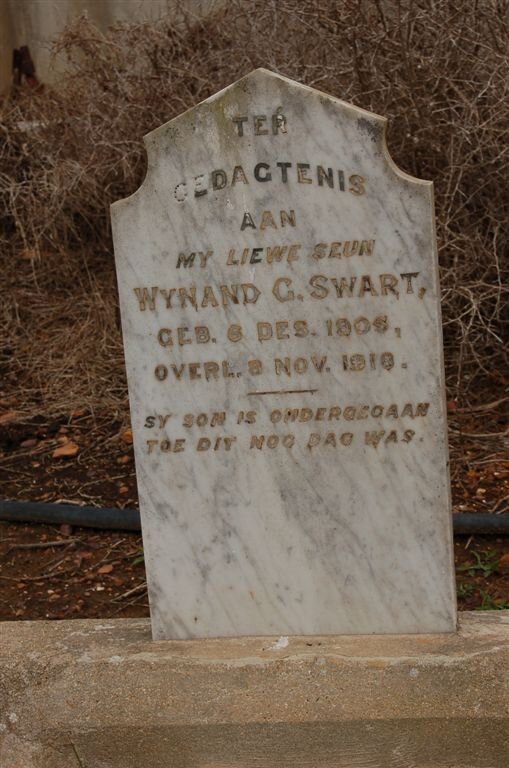 TER
GEDAGTENIS
AAN
MY LIEWE SEUN
WYNAND G. SWART,
GEB. 6 DES. 1906,
OVERL. 8 NOV. 1918.
SY SON IS ONDERGEGAAN
TOE DIT NOG DAG WAS.